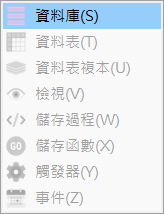 資料庫(S)
資料表(T)
資料表複本(U)
檢視(V)
儲存過程(W)
GO 儲存函數(X)
觸發器(Y)
事件(Z)